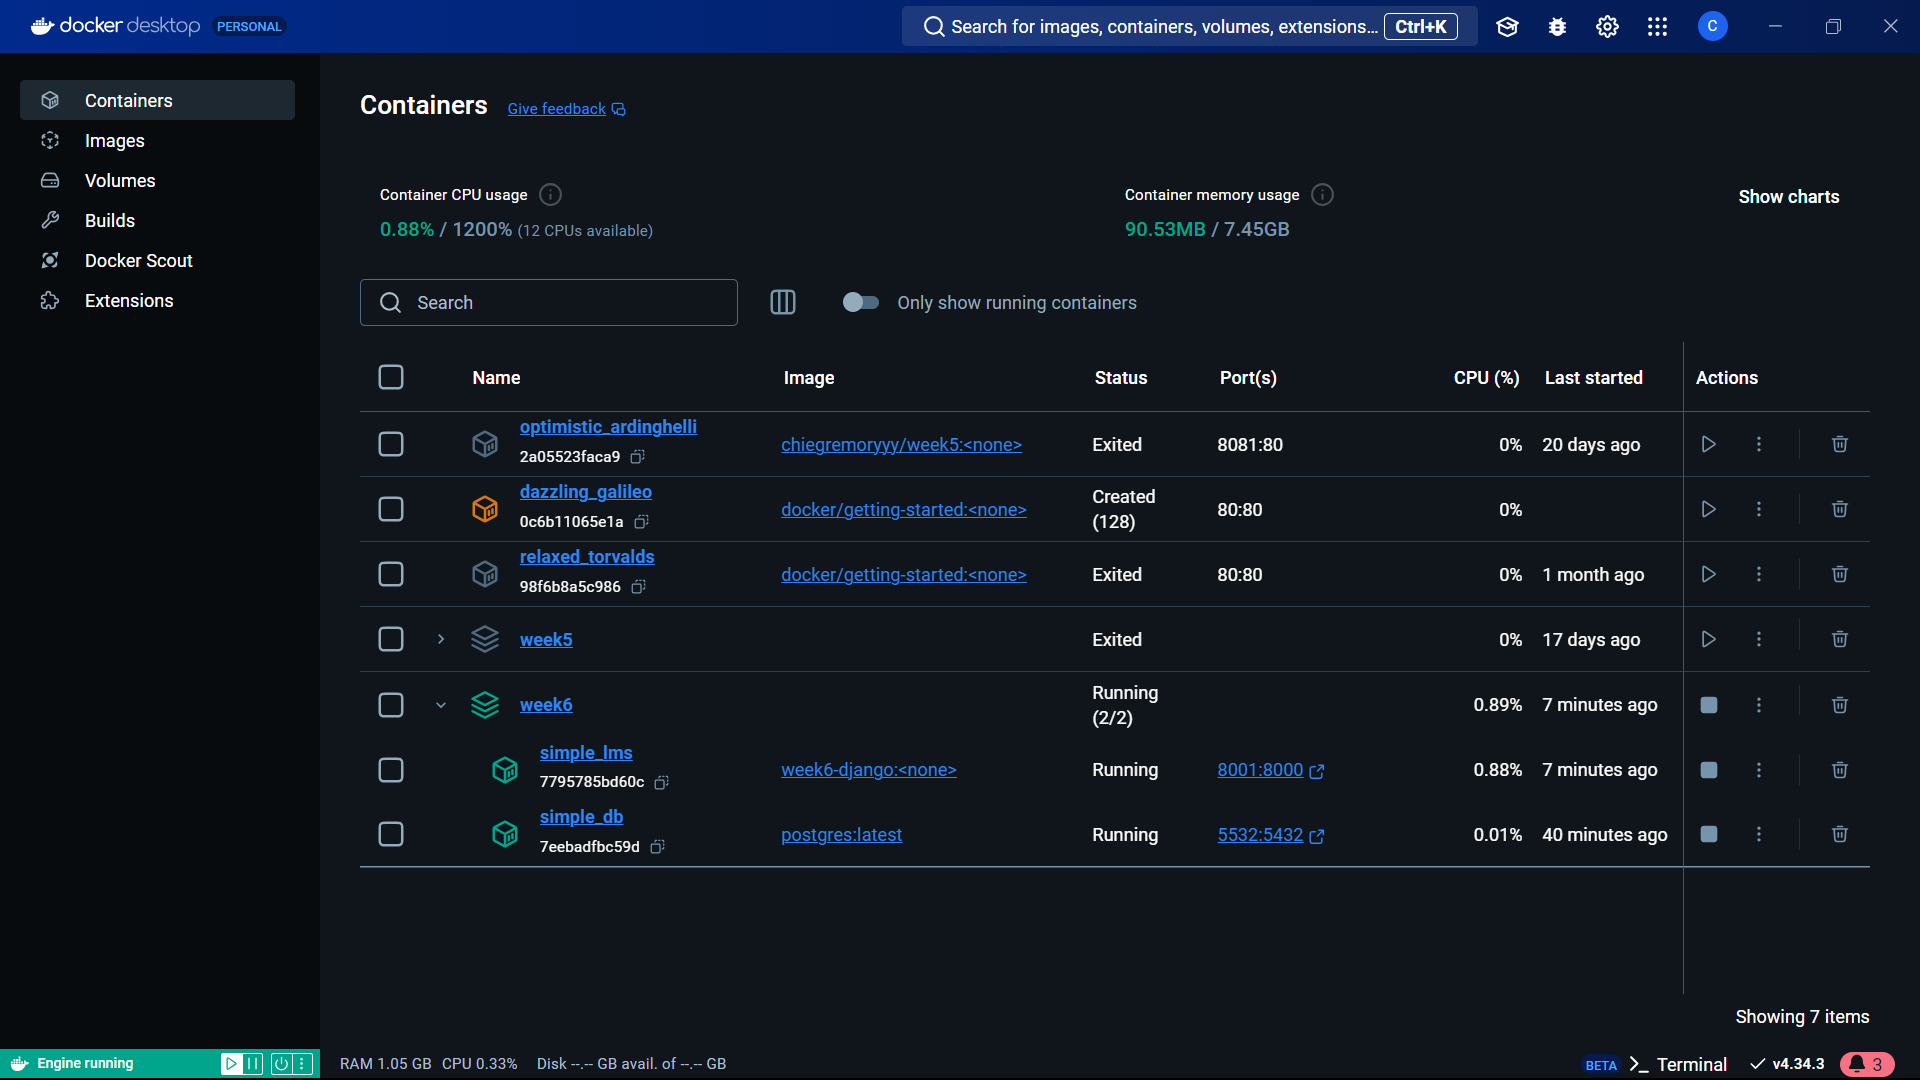 docker desktop PERSONAL
Search for images, containers, volumes, extensions... Ctrl+K
C
Containers
Images
Volumes
Builds
Docker Scout
Extensions
Containers Give feedback
Container CPU usage
0.88% / 1200% (12 CPUs available)
Container memory usage
90.53MB / 7.45GB
Show charts
Search
Only show running containers
Name Image Status Port(s) CPU (%) Last started Actions
optimistic_ardinghelli
2a05523faca9
chiegremoryyy/week5:<none> Exited 8081:80 0% 20 days ago
dazzling_galileo
0c6b11065e1a
docker/getting-started:<none> Created (128) 80:80 0%
relaxed_torvalds
98f6b8a5c986
docker/getting-started:<none> Exited 80:80 0% 1 month ago
week5 Exited 0% 17 days ago
week6 Running (2/2) 0.89% 7 minutes ago
simple_lms
7795785bd60c
week6-django:<none> Running 8001:8000 0.88% 7 minutes ago
simple_db
7eebadfbc59d
postgres:latest Running 5532:5432 0.01% 40 minutes ago
Showing 7 items
Engine running
RAM 1.05 GB CPU 0.33% Disk --.-- GB avail. of --.-- GB
BETA Terminal v4.34.3 3